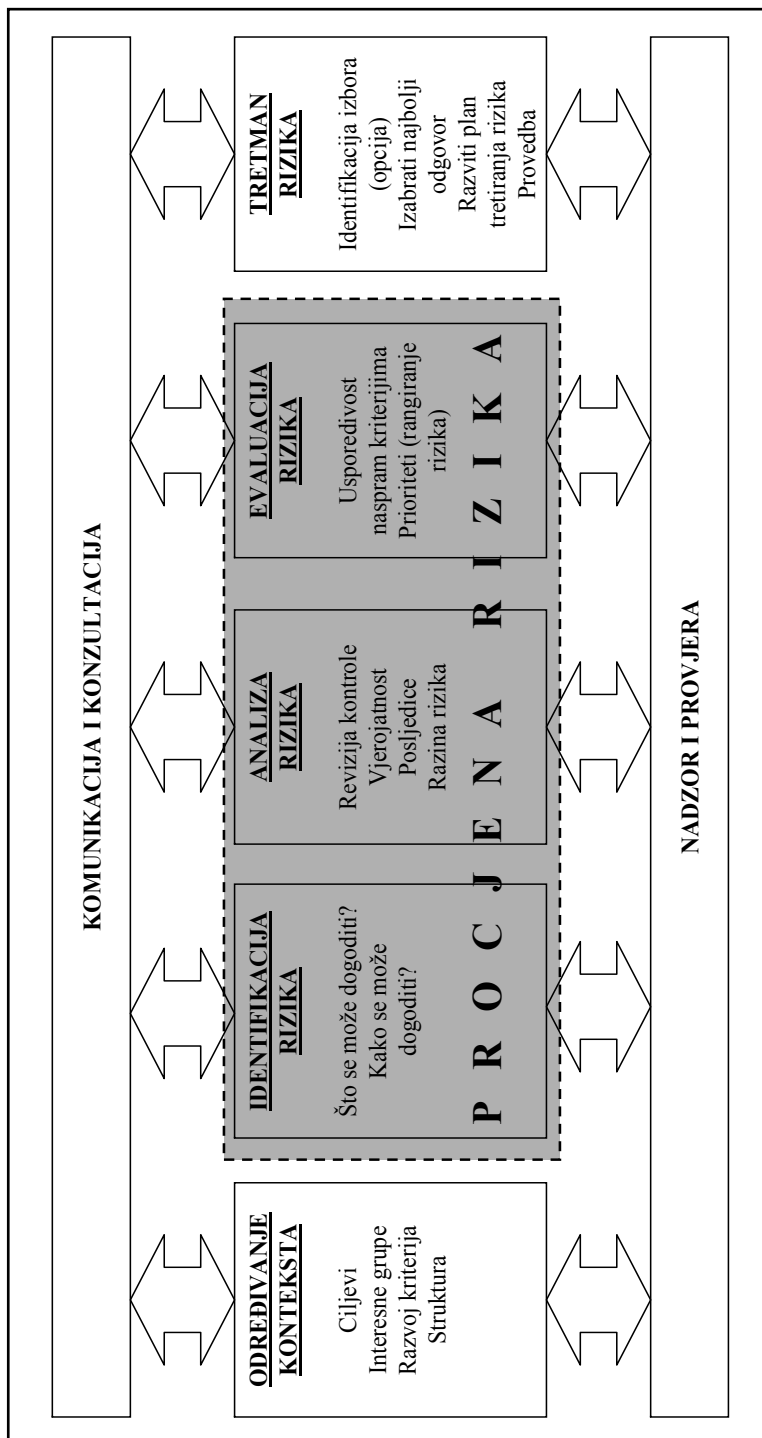 KOMUNIKACIJA I KONZULTACIJA
ODREĐIVANJE
KONTEKSTA
Ciljevi
Interesne grupe
Razvoj kriterija
Struktura
IDENTIFIKACIJA
RIZIKA
Što se može dogoditi?
Kako se može
dogoditi?
ANALIZA
RIZIKA
Revizija kontrole
Vjerojatnost
Posljedice
Razina rizika
EVALUACIJA
RIZIKA
Usporedivost
naspram kriterijima
Prioriteti (rangiranje
rizika)
P R O C J E N A R I Z I K A
TRETMAN
RIZIKA
Identifikacija izbora
(opcija)
Izabrati najbolji
odgovor
Razviti plan
tretiranja rizika
Provedba
NADZOR I PROVJERA